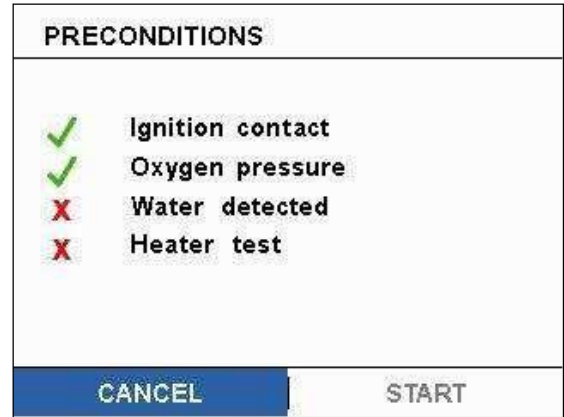 PRECONDITIONS
Ignition contact
Oxygen pressure
Water detected
Heater test
CANCEL START